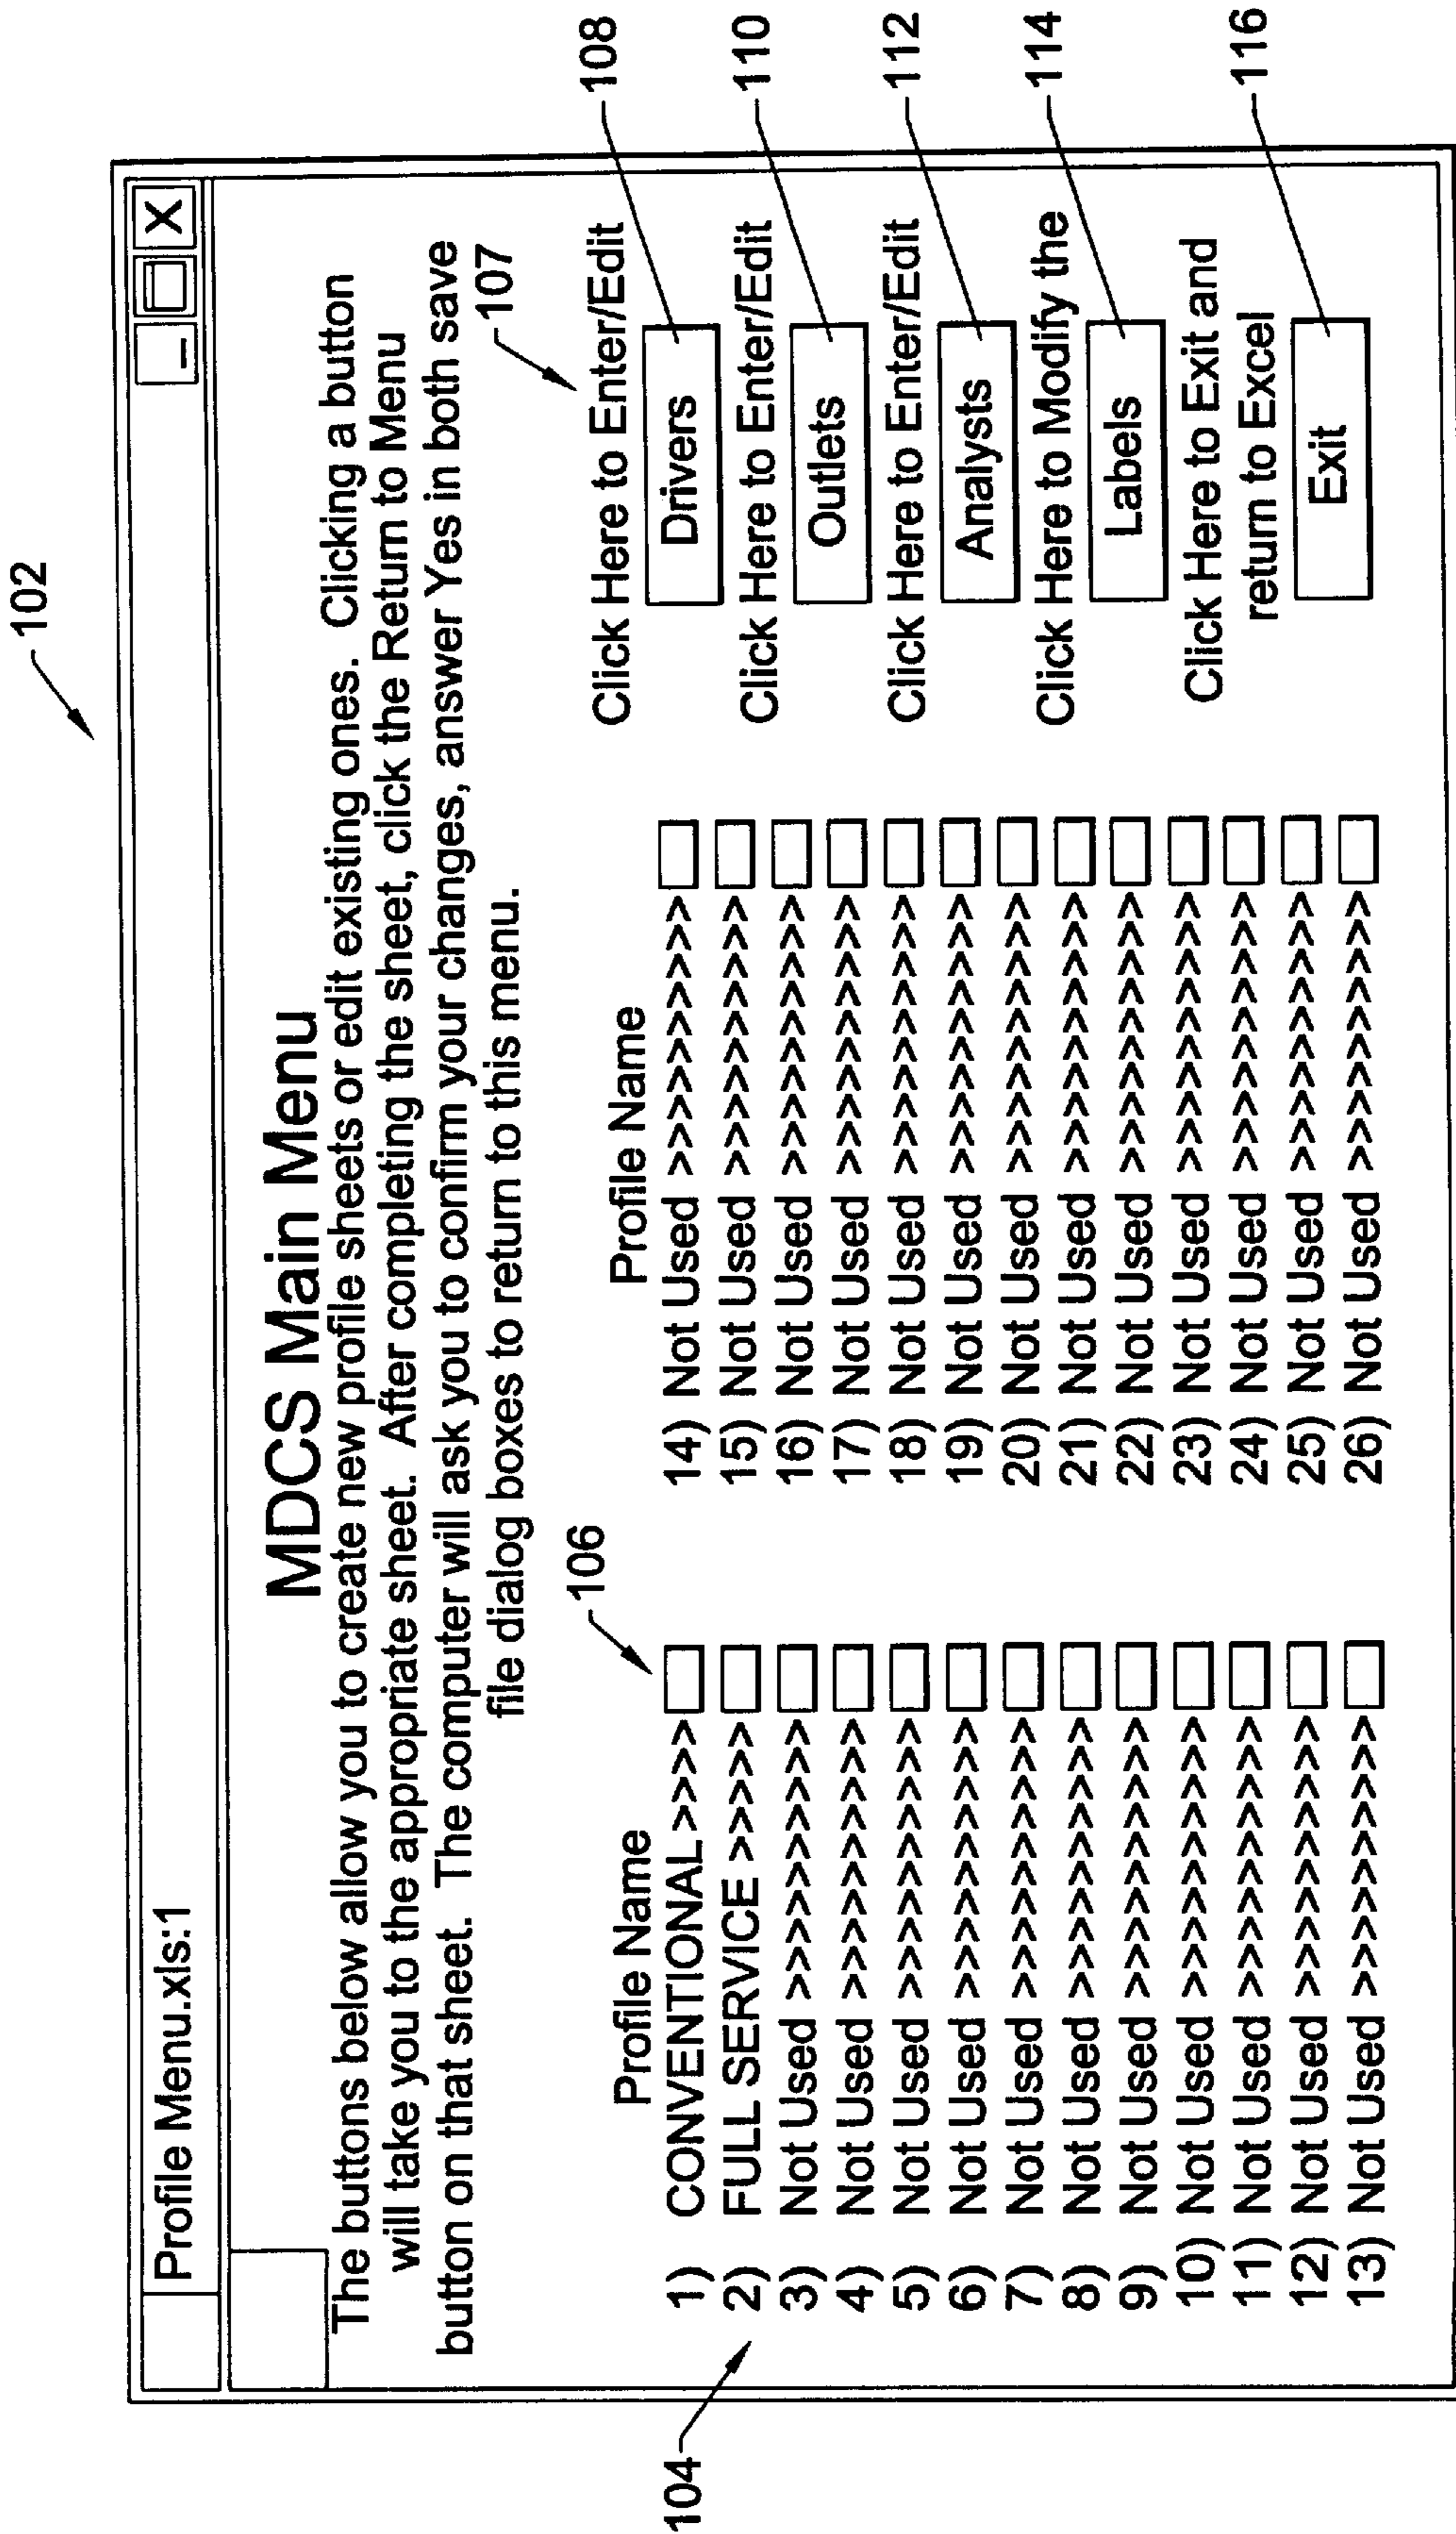 102
Profile Menu.xls:1
_ X
MDCS Main Menu
The buttons below allow you to create new profile sheets or edit existing ones. Clicking a button
will take you to the appropriate sheet. After completing the sheet, click the Return to Menu
button on that sheet. The computer will ask you to confirm your changes, answer Yes in both save
file dialog boxes to return to this menu.
104
106
107
Profile Name
1) CONVENTIONAL >>>>
2) FULL SERVICE >>>>>
3) Not Used >>>>>>>>>>
4) Not Used >>>>>>>>>>
5) Not Used >>>>>>>>>>
6) Not Used >>>>>>>>>>
7) Not Used >>>>>>>>>>
8) Not Used >>>>>>>>>>
9) Not Used >>>>>>>>>>
10) Not Used >>>>>>>>>>
11) Not Used >>>>>>>>>>
12) Not Used >>>>>>>>>>
13) Not Used >>>>>>>>>>
Profile Name
14) Not Used >>>>>>>>>>
15) Not Used >>>>>>>>>>
16) Not Used >>>>>>>>>>
17) Not Used >>>>>>>>>>
18) Not Used >>>>>>>>>>
19) Not Used >>>>>>>>>>
20) Not Used >>>>>>>>>>
21) Not Used >>>>>>>>>>
22) Not Used >>>>>>>>>>
23) Not Used >>>>>>>>>>
24) Not Used >>>>>>>>>>
25) Not Used >>>>>>>>>>
26) Not Used >>>>>>>>>>
Click Here to Enter/Edit
Drivers
108
Click Here to Enter/Edit
Outlets
110
Click Here to Enter/Edit
Analysts
112
Click Here to Modify the
Labels
114
Click Here to Exit and
return to Excel
Exit
116